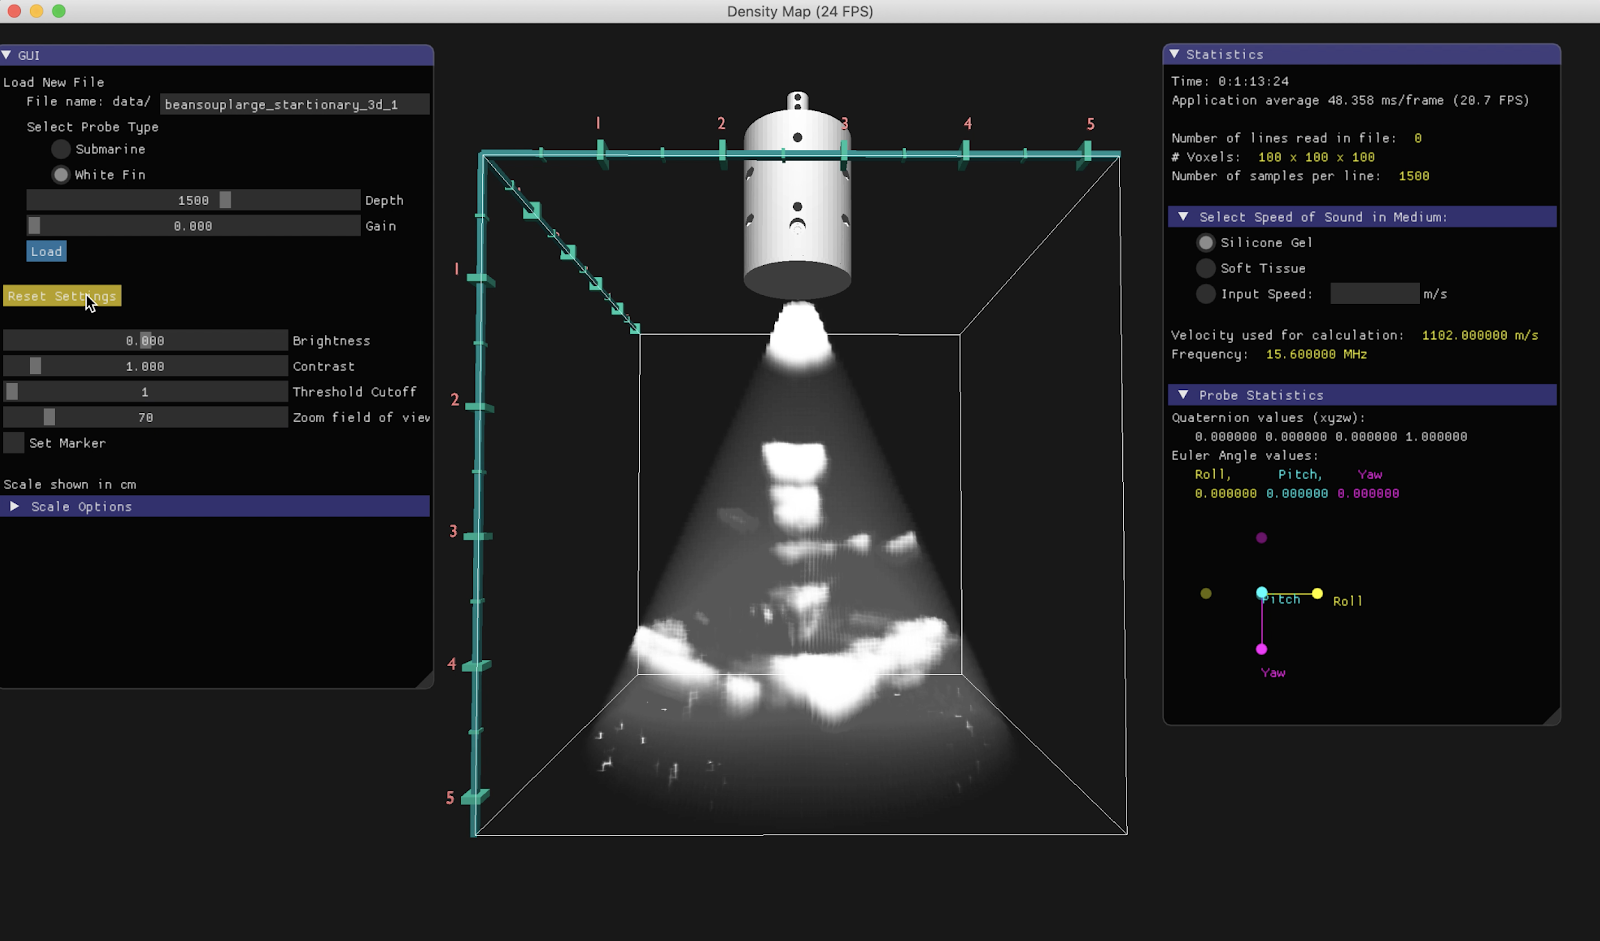 Density Map (24 FPS)
GUI
Load New File
File name: data/ beansouplarge_startionary_3d_1
Select Probe Type
Submarine
White Fin
1500 Depth
0.000 Gain
Load
Reset Settings
0.000 Brightness
1.000 Contrast
1 Threshold Cutoff
70 Zoom field of view
Set Marker
Scale shown in cm
Scale Options
1 2 3 4 5
1
2
3
4
5
Statistics
Time: 0:1:13:24
Application average 48.358 ms/frame (20.7 FPS)
Number of lines read in file: 0
# Voxels: 100 x 100 x 100
Number of samples per line: 1500
Select Speed of Sound in Medium:
Silicone Gel
Soft Tissue
Input Speed: m/s
Velocity used for calculation: 1102.000000 m/s
Frequency: 15.600000 MHz
Probe Statistics
Quaternion values (xyzw):
0.000000 0.000000 0.000000 1.000000
Euler Angle values:
Roll, Pitch, Yaw
0.000000 0.000000 0.000000
Pitch Roll
Yaw